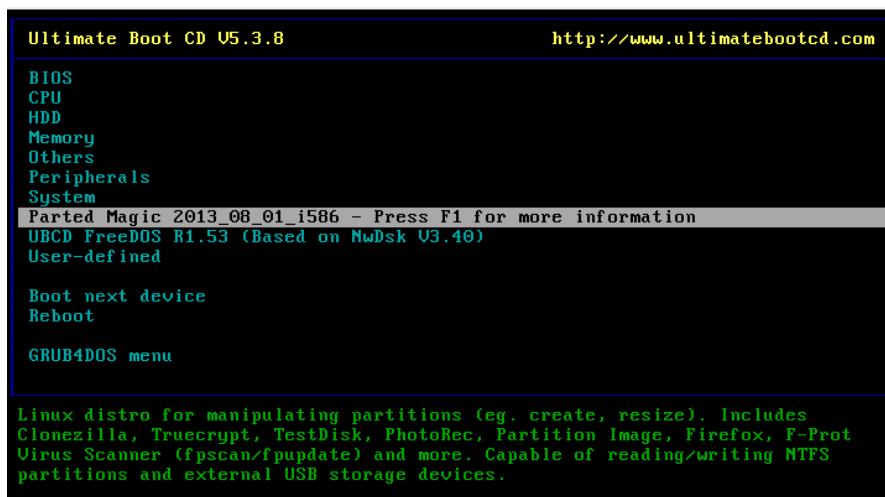 Ultimate Boot CD V5.3.8 http://www.ultimatebootcd.com
BIOS
CPU
HDD
Memory
Others
Peripherals
System
Parted Magic 2013_08_01_i586 - Press F1 for more information
UBCD FreeDOS R1.53 (Based on NwDsk V3.40)
User-defined
Boot next device
Reboot
GRUB4DOS menu
Linux distro for manipulating partitions (eg. create, resize). Includes
Clonezilla, Truecrypt, TestDisk, PhotoRec, Partition Image, Firefox, F-Prot
Virus Scanner (fpscan/fpupdate) and more. Capable of reading/writing NTFS
partitions and external USB storage devices.